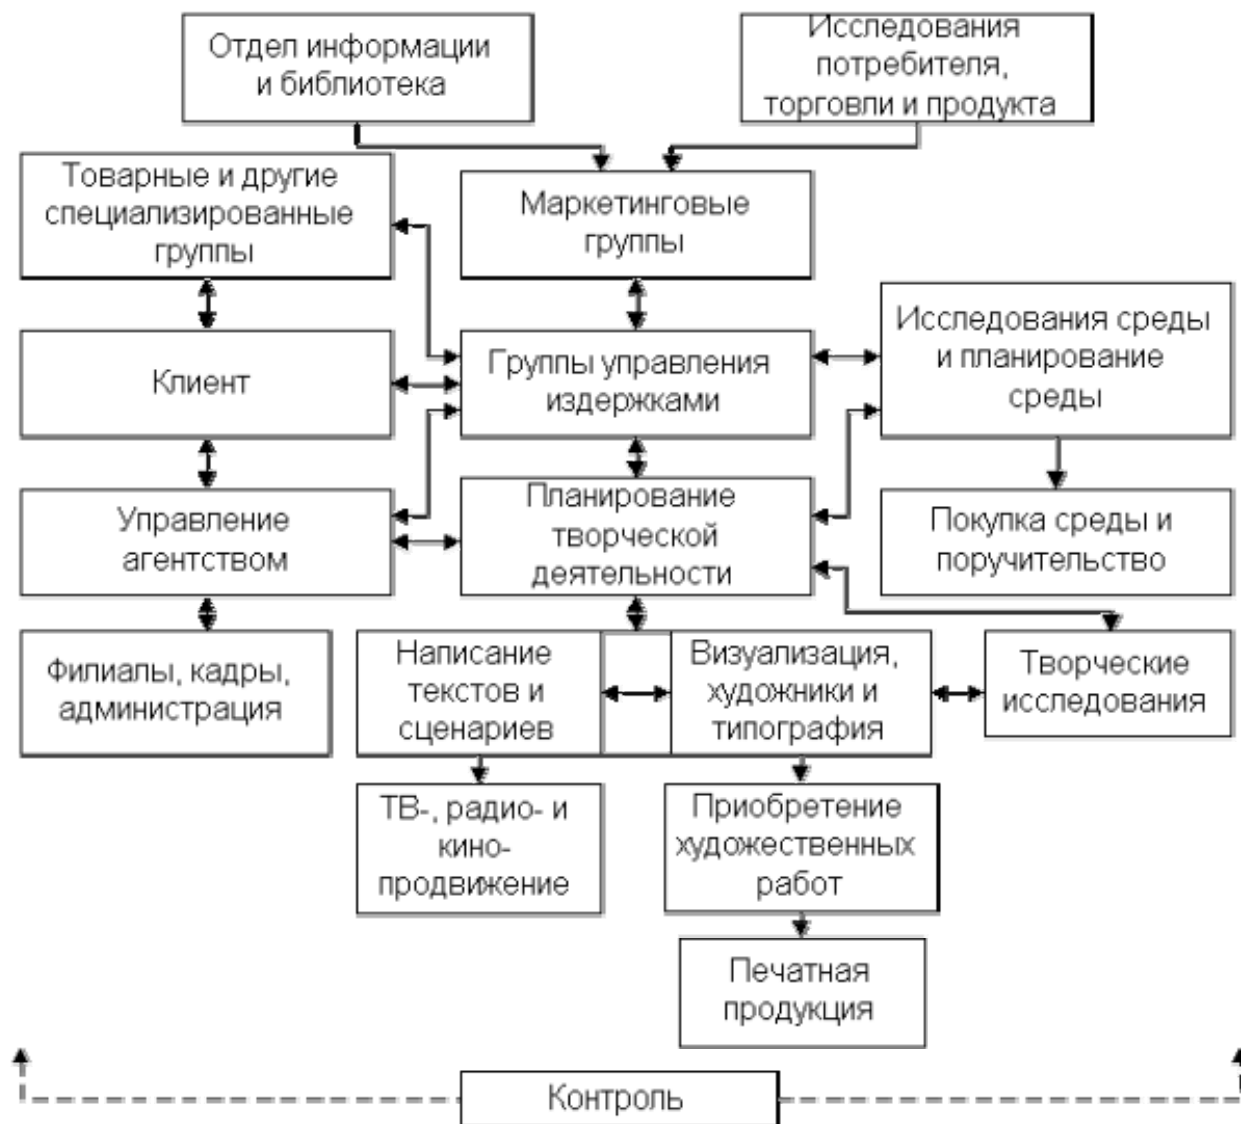 Отдел информации
и библиотека
Исследования
потребителя,
торговли и продукта
Товарные и другие
специализированные
группы
Маркетинговые
группы
Клиент
Группы управления
издержками
Исследования среды
и планирование
среды
Управление
агентством
Планирование
творческой
деятельности
Покупка среды и
поручительство
Филиалы, кадры,
администрация
Написание
текстов и
сценариев
Визуализация,
художники и
типография
Творческие
исследования
ТВ-, радио- и
кино-
продвижение
Приобретение
художественных
работ
Печатная
продукция
Контроль